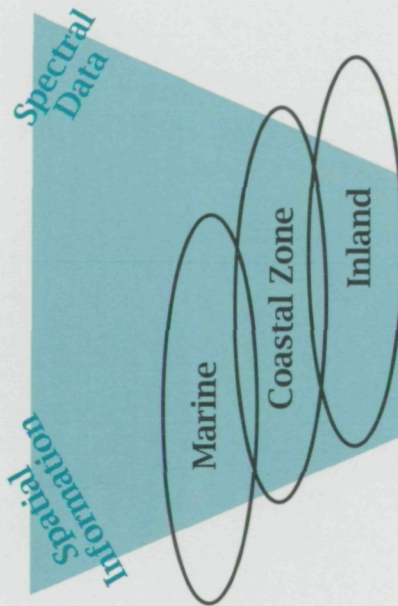 Spatial
Information
Spectral
Data
Marine
Coastal Zone
Inland